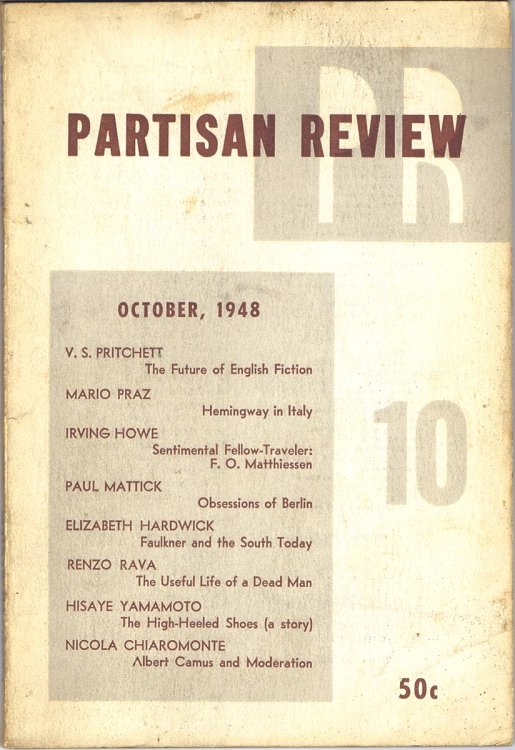 PR
PARTISAN REVIEW
OCTOBER, 1948
V. S. PRITCHETT
The Future of English Fiction
MARIO PRAZ
Hemingway in Italy
IRVING HOWE
Sentimental Fellow-Traveler:
F. O. Matthiessen
PAUL MATTICK
Obsessions of Berlin
ELIZABETH HARDWICK
Faulkner and the South Today
RENZO RAVA
The Useful Life of a Dead Man
HISAYE YAMAMOTO
The High-Heeled Shoes (a story)
NICOLA CHIAROMONTE
Albert Camus and Moderation
10
50c